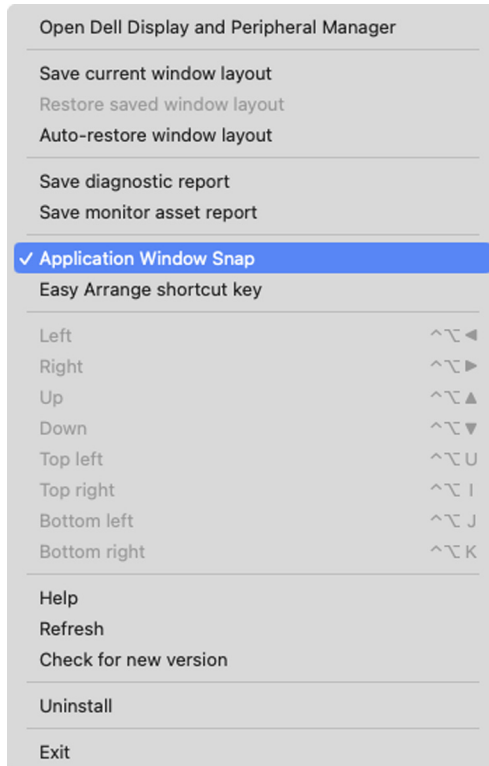 Open Dell Display and Peripheral Manager
Save current window layout
Restore saved window layout
Auto-restore window layout
Save diagnostic report
Save monitor asset report
✓ Application Window Snap
Easy Arrange shortcut key
Left ^⌥◀
Right ^⌥▶
Up ^⌥▲
Down ^⌥▼
Top left ^⌥U
Top right ^⌥I
Bottom left ^⌥J
Bottom right ^⌥K
Help
Refresh
Check for new version
Uninstall
Exit